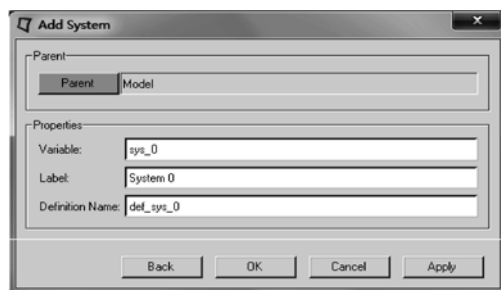 Add System
Parent
Parent Model
Properties
Variable: sys_0
Label: System 0
Definition Name: def_sys_0
Back OK Cancel Apply